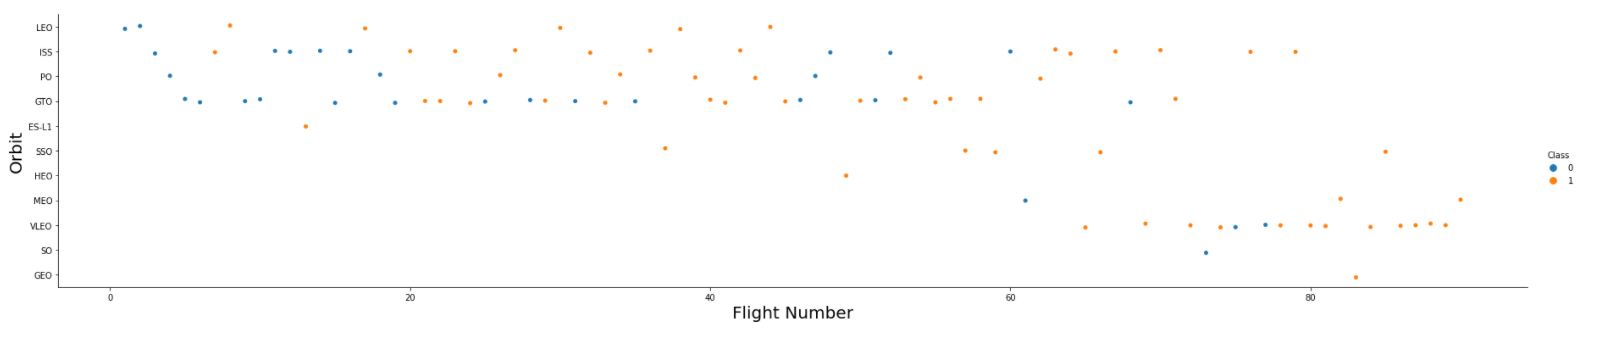 LEO
ISS
PO
GTO
ES-L1
SSO
HEO
MEO
VLEO
SO
GEO
Orbit
0 20 40 60 80
Flight Number
Class
0
1